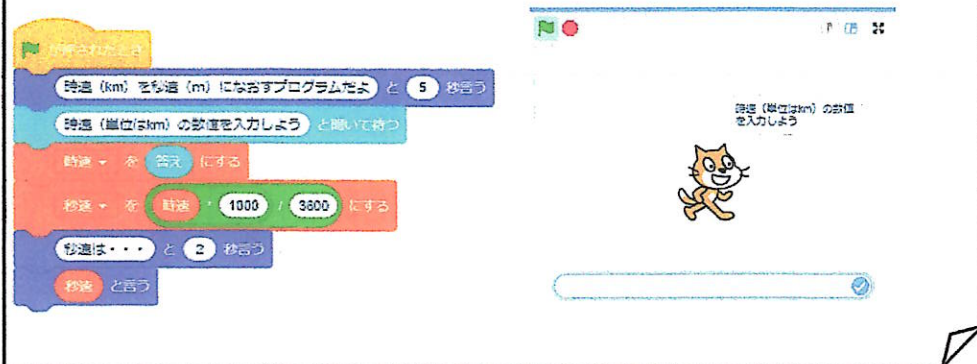 が押されたとき
時速（km）を秒速（m）になおすプログラムだよ と 5 秒言う
時速（単位はkm）の数値を入力しよう と聞いて待つ
時速 を 答え にする
秒速 を 時速 * 1000 / 3600 にする
秒速は・・・ と 2 秒言う
秒速 と言う
時速（単位はkm）の数値
を入力しよう